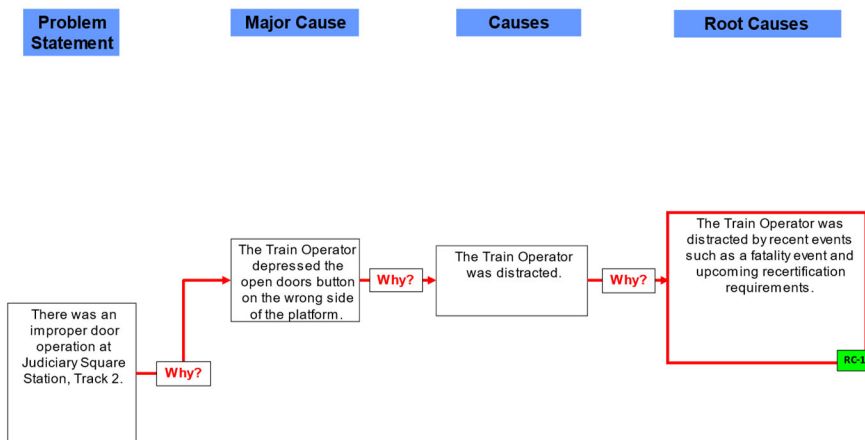 Problem
Statement
Major Cause
Causes
Root Causes
There was an
improper door
operation at
Judiciary Square
Station, Track 2.
Why?
The Train Operator
depressed the
open doors button
on the wrong side
of the platform.
Why?
The Train Operator
was distracted.
Why?
The Train Operator was
distracted by recent events
such as a fatality event and
upcoming recertification
requirements.
RC-1